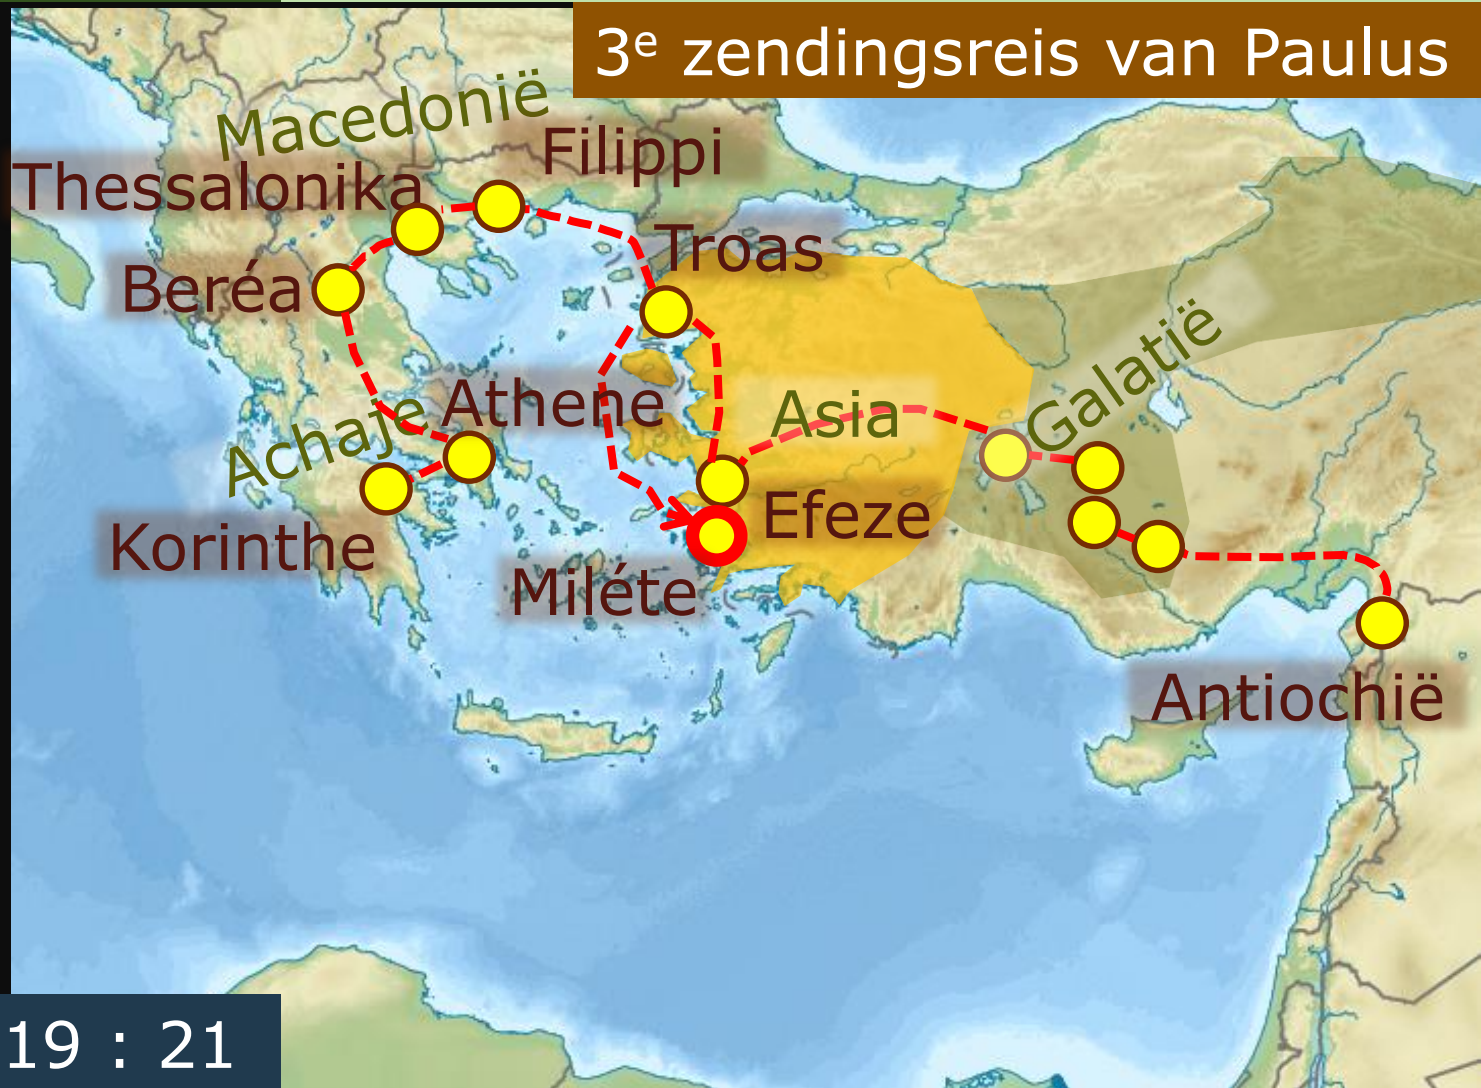 3e zendingsreis van Paulus
Macedonië
Filippi
Thessalonika
Troas
Beréa
Galatië
Athene
Asia
Achaje
Efeze
Korinthe
Miléte
Antiochië
19 : 21